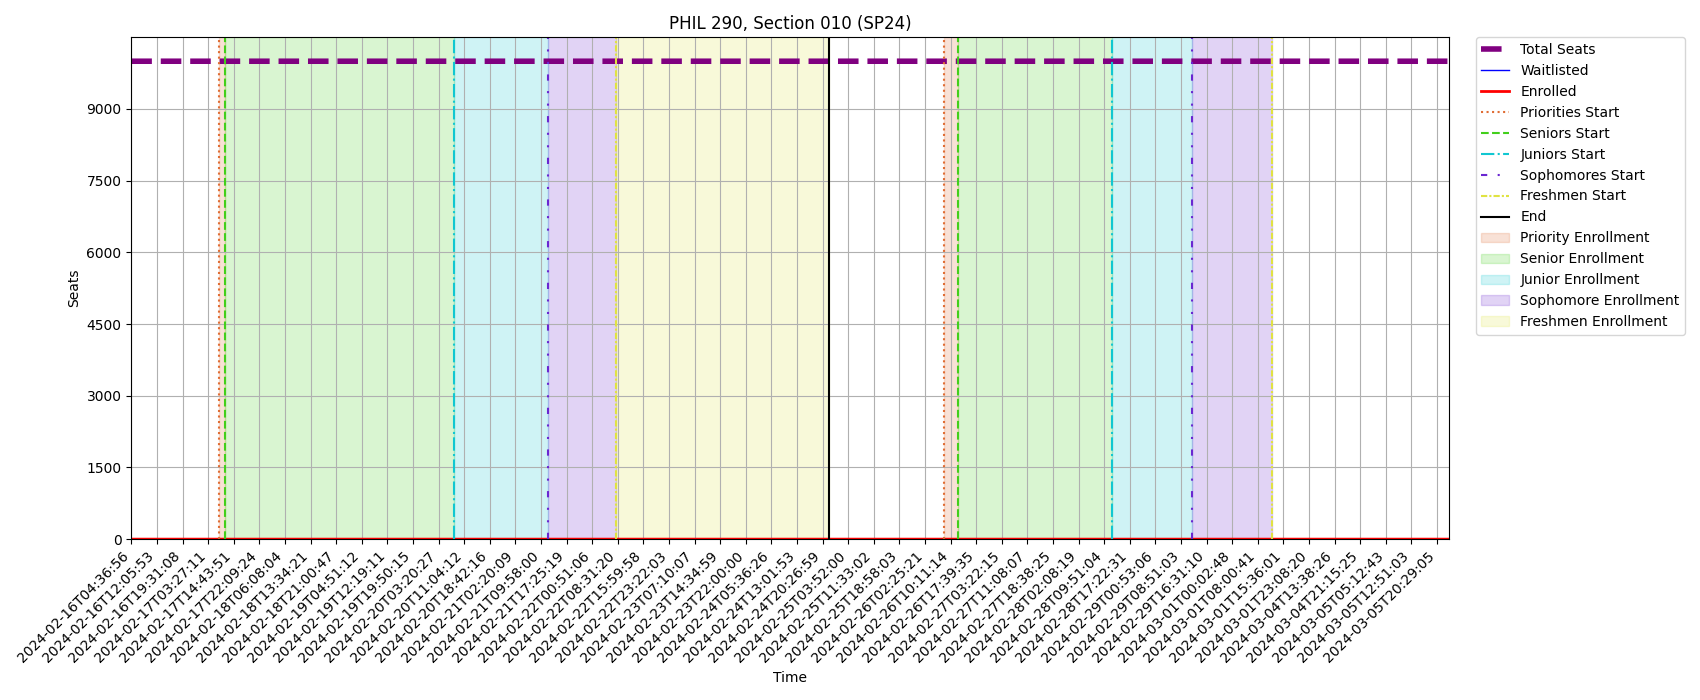 PHIL 290, Section 010 (SP24)
Seats
9000
7500
6000
4500
3000
1500
0
2024-02-16T04:36:56
2024-02-16T12:05:53
2024-02-16T19:31:08
2024-02-17T03:27:11
2024-02-17T14:43:51
2024-02-17T22:09:24
2024-02-18T06:08:04
2024-02-18T13:34:21
2024-02-18T21:00:47
2024-02-19T04:51:12
2024-02-19T12:19:11
2024-02-19T19:50:15
2024-02-20T03:20:27
2024-02-20T11:04:12
2024-02-20T18:42:16
2024-02-21T02:20:09
2024-02-21T09:58:00
2024-02-21T17:25:19
2024-02-22T00:51:06
2024-02-22T08:31:20
2024-02-22T15:59:58
2024-02-22T23:22:03
2024-02-23T07:10:07
2024-02-23T14:34:59
2024-02-23T22:00:00
2024-02-24T05:36:26
2024-02-24T13:01:53
2024-02-24T20:26:59
2024-02-25T03:52:00
2024-02-25T11:33:02
2024-02-25T18:58:03
2024-02-26T02:25:21
2024-02-26T10:11:14
2024-02-26T17:39:35
2024-02-27T03:22:15
2024-02-27T11:08:07
2024-02-27T18:38:25
2024-02-28T02:08:19
2024-02-28T09:51:04
2024-02-28T17:22:31
2024-02-29T00:53:06
2024-02-29T08:51:03
2024-02-29T16:31:10
2024-03-01T00:02:48
2024-03-01T08:00:41
2024-03-01T15:36:01
2024-03-01T23:08:20
2024-03-04T13:38:26
2024-03-04T21:15:25
2024-03-05T05:12:43
2024-03-05T12:51:03
2024-03-05T20:29:05
Time
Total Seats
Waitlisted
Enrolled
Priorities Start
Seniors Start
Juniors Start
Sophomores Start
Freshmen Start
End
Priority Enrollment
Senior Enrollment
Junior Enrollment
Sophomore Enrollment
Freshmen Enrollment